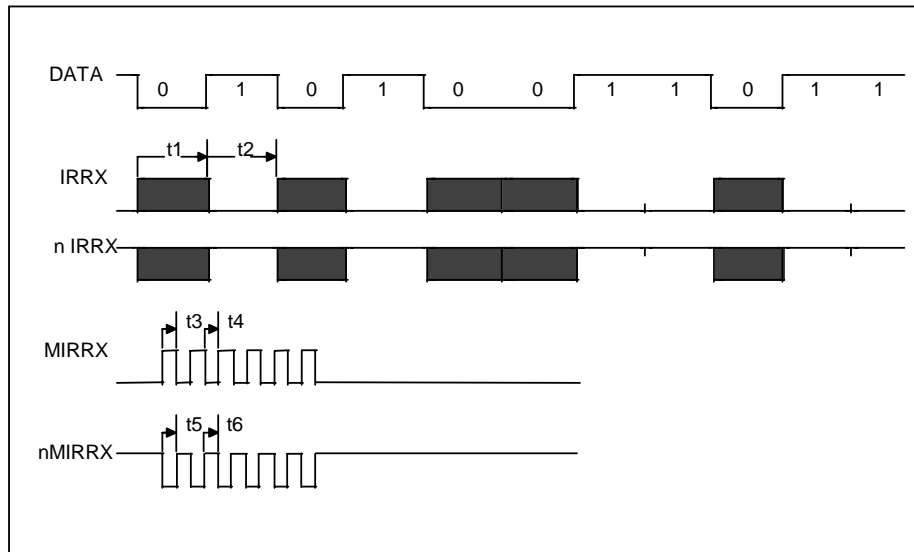 DATA
0 1 0 1 0 0 1 1 0 1 1
t1 t2
IRRX
n IRRX
t3 t4
MIRRX
t5 t6
nMIRRX